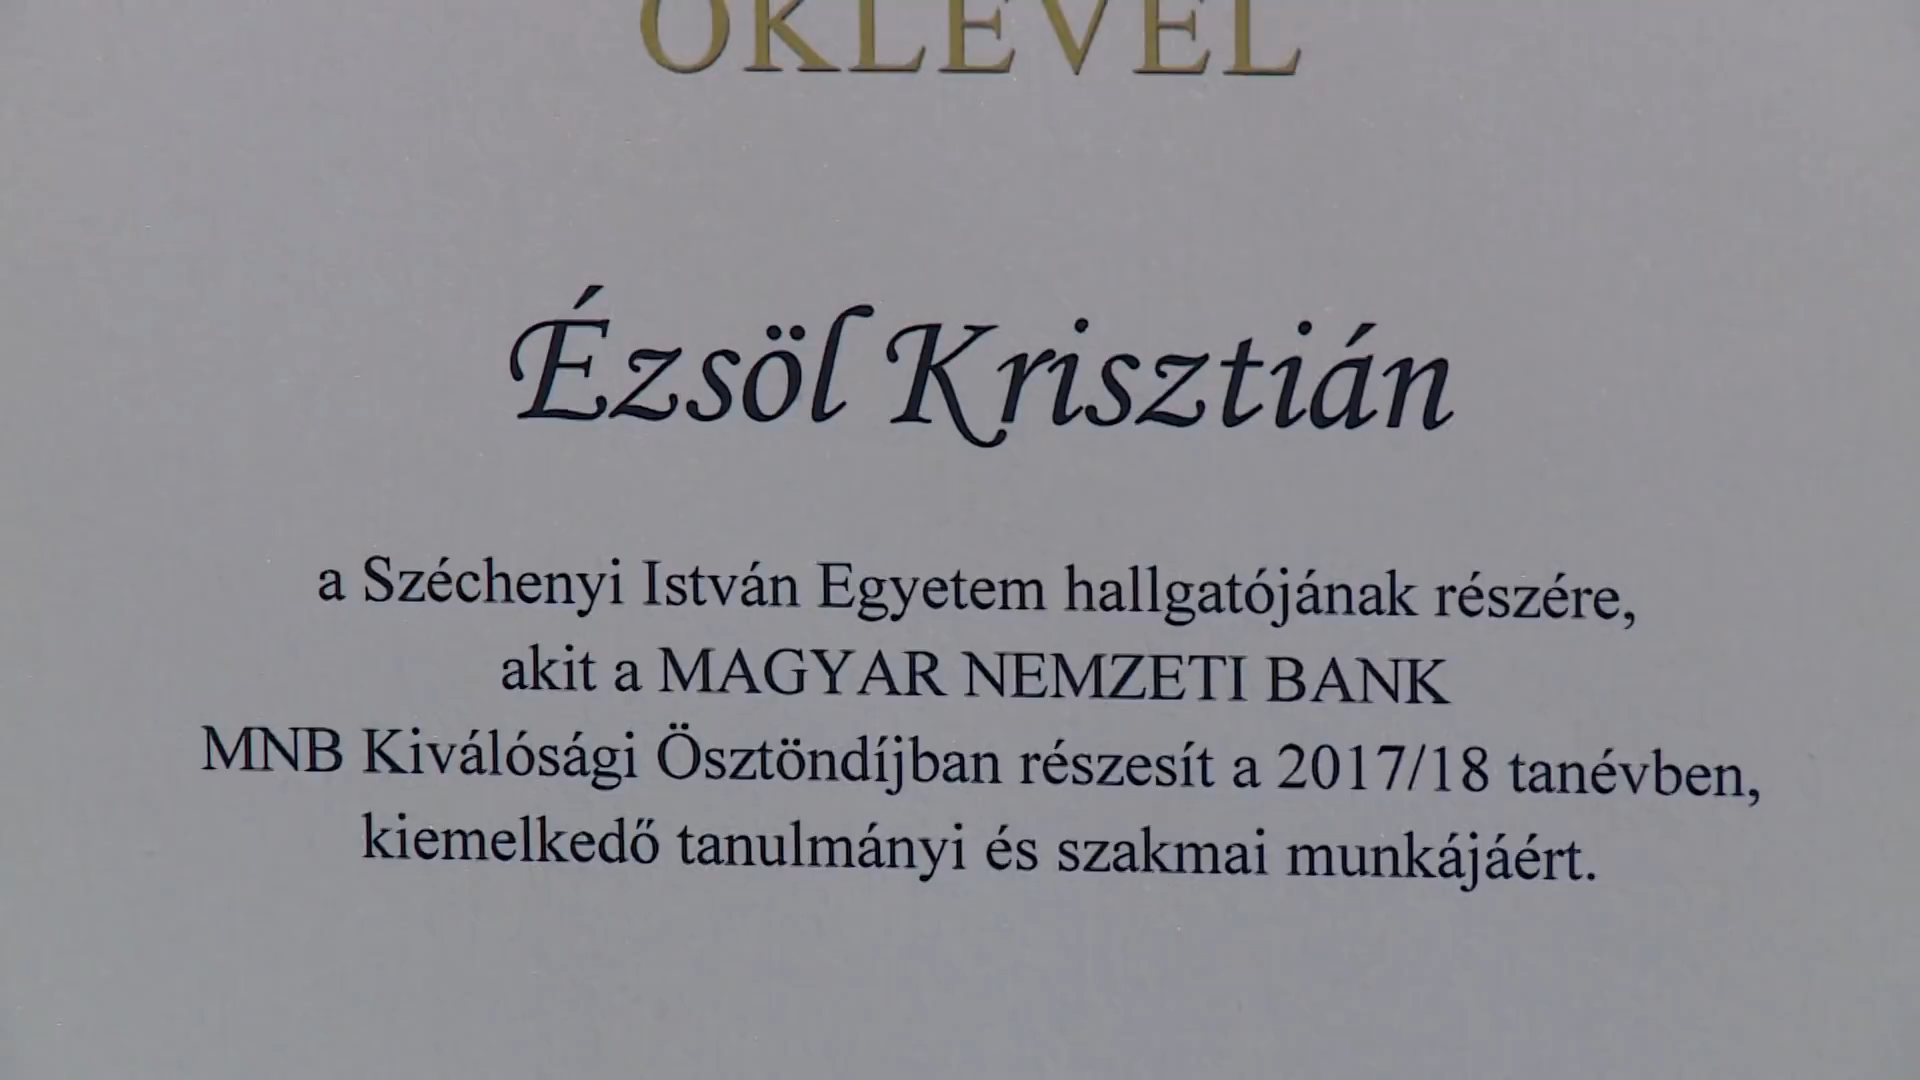 OKLEVÉL
Ézsöl Krisztián
a Széchenyi István Egyetem hallgatójának részére,
akit a MAGYAR NEMZETI BANK
MNB Kiválósági Ösztöndíjban részesít a 2017/18 tanévben,
kiemelkedő tanulmányi és szakmai munkájáért.